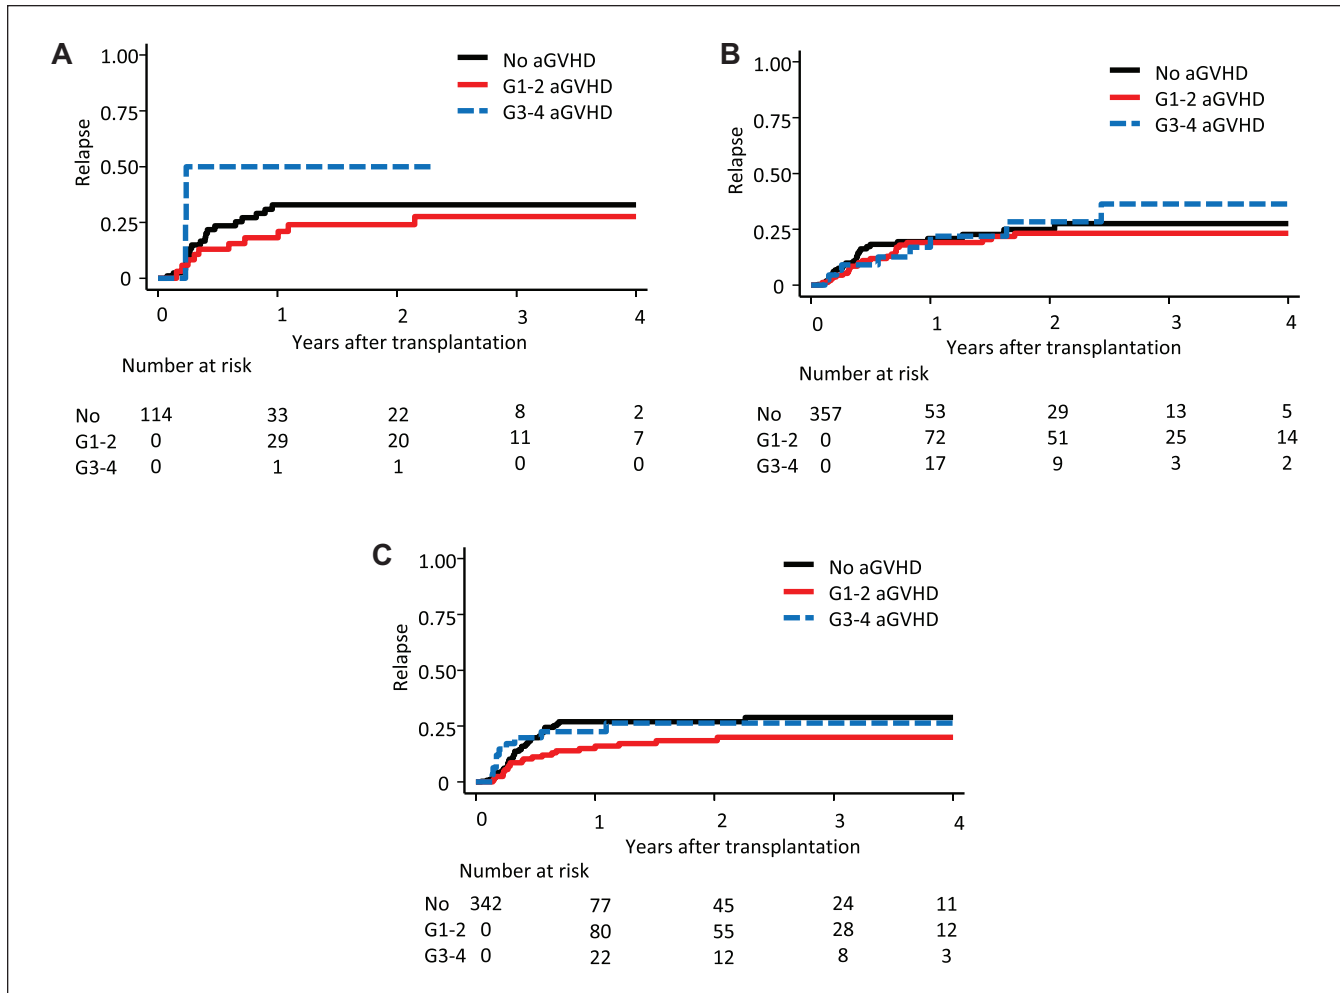 A
1.00
0.75
0.50
0.25
0
Relapse
No aGVHD
G1-2 aGVHD
G3-4 aGVHD
0 1 2 3 4
Years after transplantation
Number at risk
No 114 33 22 8 2
G1-2 0 29 20 11 7
G3-4 0 1 1 0 0
B
1.00
0.75
0.50
0.25
0
Relapse
No aGVHD
G1-2 aGVHD
G3-4 aGVHD
0 1 2 3 4
Years after transplantation
Number at risk
No 357 53 29 13 5
G1-2 0 72 51 25 14
G3-4 0 17 9 3 2
C
1.00
0.75
0.50
0.25
0
Relapse
No aGVHD
G1-2 aGVHD
G3-4 aGVHD
0 1 2 3 4
Years after transplantation
Number at risk
No 342 77 45 24 11
G1-2 0 80 55 28 12
G3-4 0 22 12 8 3